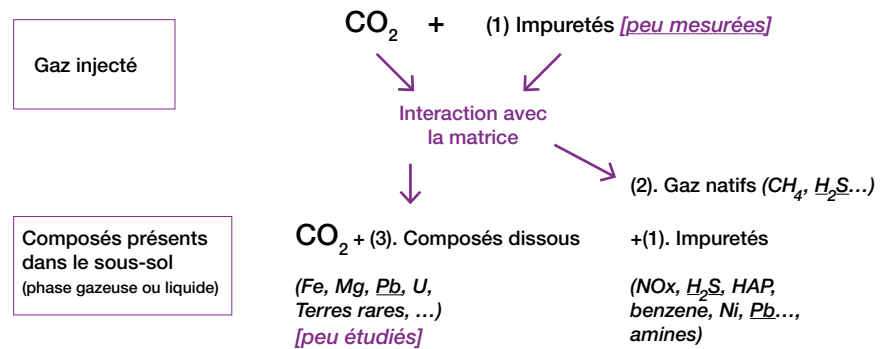 CO2 + (1) Impuretés [peu mesurées]
Gaz injecté
Interaction avec
la matrice
(2). Gaz natifs (CH4, H2S…)
Composés présents
dans le sous-sol
(phase gazeuse ou liquide)
CO2 + (3). Composés dissous
+(1). Impuretés
(Fe, Mg, Pb, U,
Terres rares, …)
[peu étudiés]
(NOx, H2S, HAP,
benzene, Ni, Pb…,
amines)